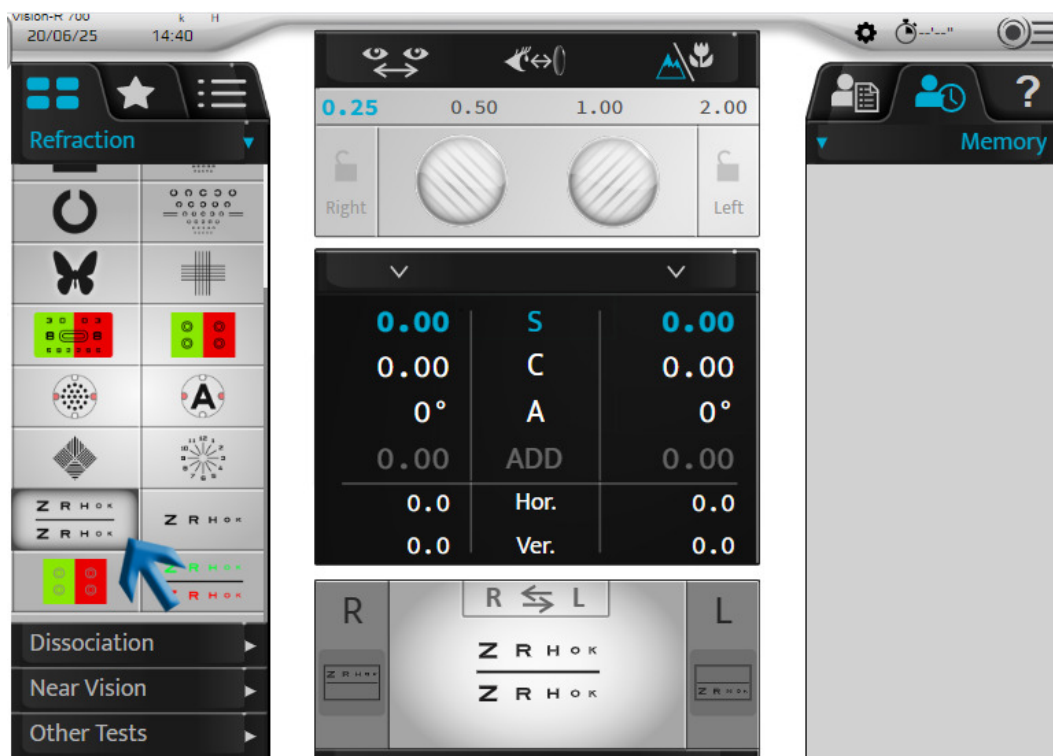 Vision-R 700
k H
20/06/25 14:40
--'--"
0.25 0.50 1.00 2.00
Right
Left
Refraction
?
Memory
A
0.00 S 0.00
0.00 C 0.00
0° A 0°
0.00 ADD 0.00
0.0 Hor. 0.0
0.0 Ver. 0.0
Z R H O K
Z R H O K
Z R H O K
Z R H O K
Z R H O K
Dissociation
Near Vision
Other Tests
R
R L
L
Z R H O K
Z R H O K
Z R H O K
Z R H O K